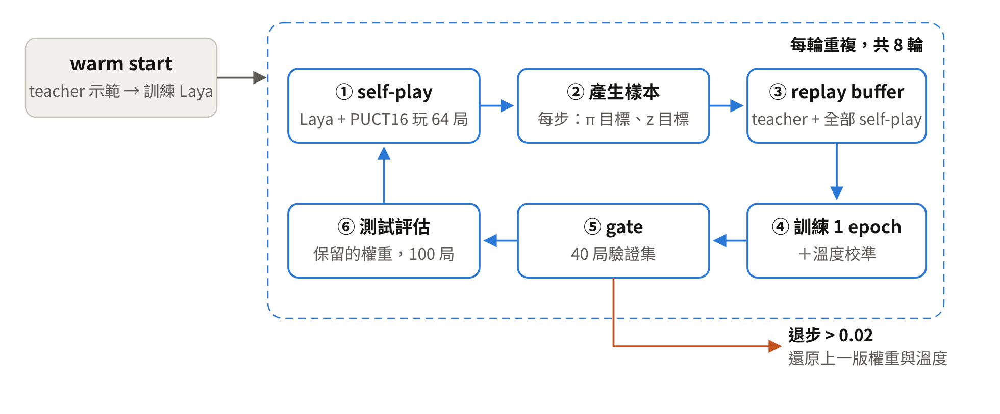 warm start
teacher 示範 → 訓練 Laya
每輪重複，共 8 輪
① self-play
Laya + PUCT16 玩 64 局
② 產生樣本
每步：π 目標、z 目標
③ replay buffer
teacher + 全部 self-play
④ 訓練 1 epoch
＋溫度校準
⑤ gate
40 局驗證集
⑥ 測試評估
保留的權重，100 局
退步 > 0.02
還原上一版權重與溫度